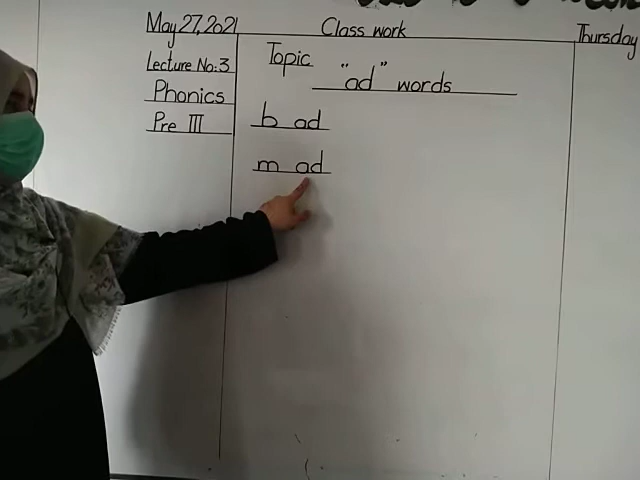 May 27, 2021 Class work Thursday
Lecture No:3 Topic
Phonics "ad" words
Pre III b ad
m ad